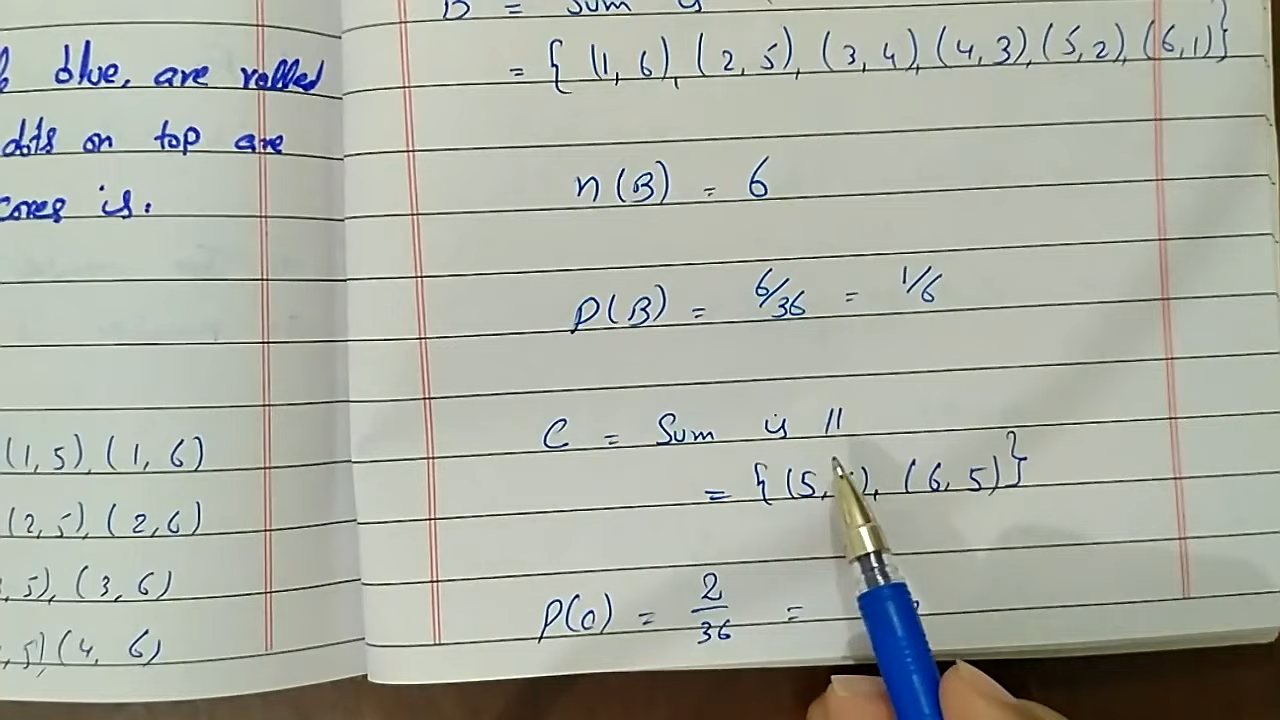 blue, are rolled
dots on top are
cores is.
(1,5), (1, 6)
(2,5), (2,6)
, 5), (3, 6)
, 5), (4, 6)
B = Sum is
= { (1, 6), (2, 5), (3, 4), (4, 3), (5, 2), (6,1)}
n (B) = 6
P(B) = 6/36 = 1/6
C = Sum is 11
= { (5, ), (6, 5)}
P(C) = 2/36 =